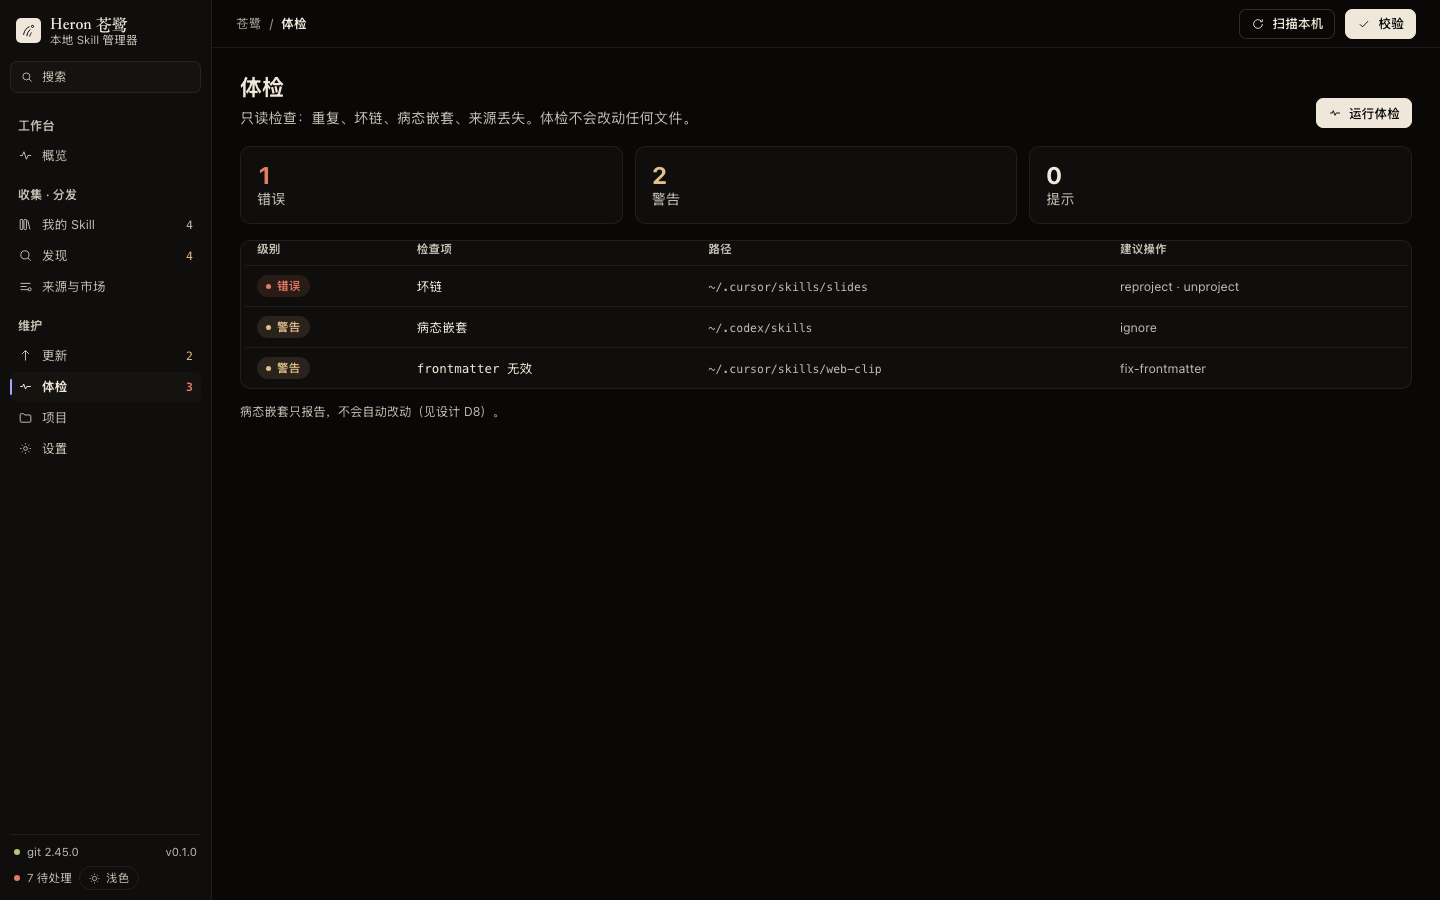 Heron 苍鹭
本地 Skill 管理器
搜索
工作台
概览
收集 · 分发
我的 Skill 4
发现 4
来源与市场
维护
更新 2
体检 3
项目
设置
git 2.45.0 v0.1.0
7 待处理 浅色
苍鹭 / 体检
扫描本机 校验
体检
只读检查：重复、坏链、病态嵌套、来源丢失。体检不会改动任何文件。
运行体检
1
错误
2
警告
0
提示
级别 检查项 路径 建议操作
错误 坏链 ~/.cursor/skills/slides reproject · unproject
警告 病态嵌套 ~/.codex/skills ignore
警告 frontmatter 无效 ~/.cursor/skills/web-clip fix-frontmatter
病态嵌套只报告，不会自动改动（见设计 D8）。